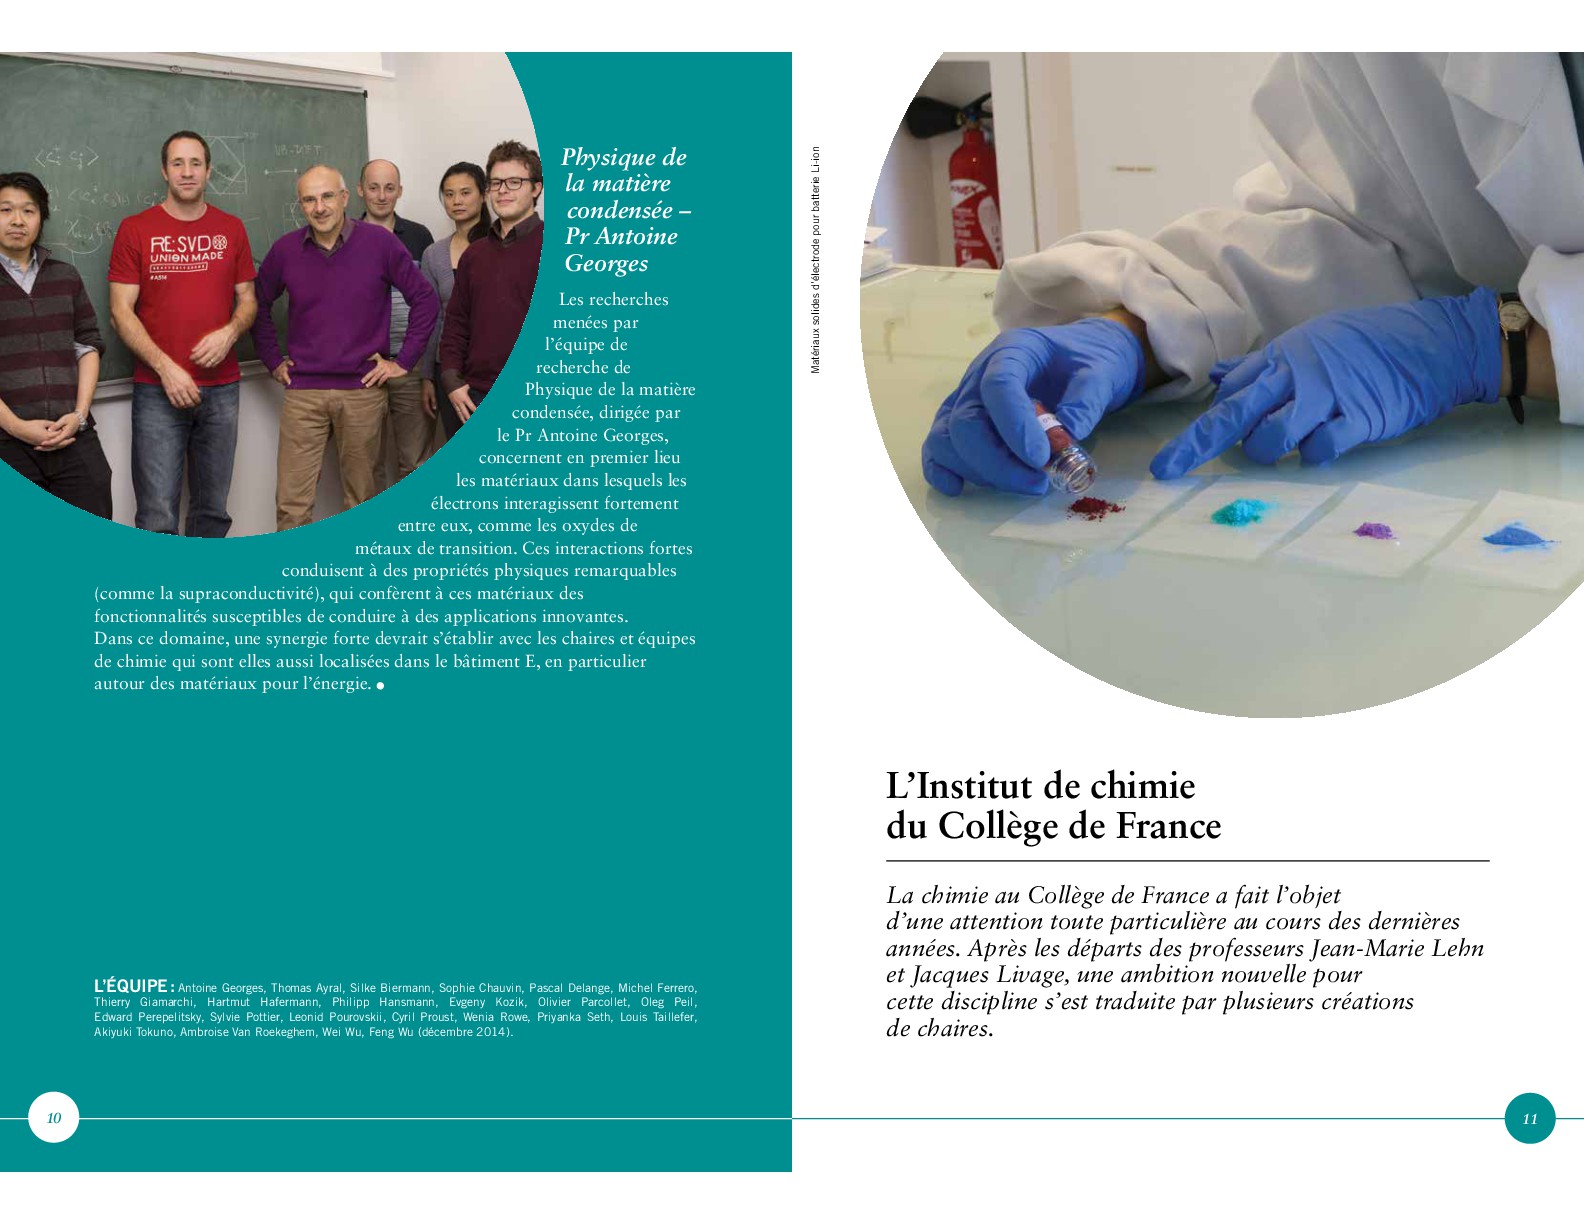 RE:SVD
UNION MADE
#A514
Physique de
la matière
condensée –
Pr Antoine
Georges
Les recherches
menées par
l’équipe de
recherche de
Physique de la matière
condensée, dirigée par
le Pr Antoine Georges,
concernent en premier lieu
les matériaux dans lesquels les
électrons interagissent fortement
entre eux, comme les oxydes de
métaux de transition. Ces interactions fortes
conduisent à des propriétés physiques remarquables
(comme la supraconductivité), qui confèrent à ces matériaux des
fonctionnalités susceptibles de conduire à des applications innovantes.
Dans ce domaine, une synergie forte devrait s’établir avec les chaires et équipes
de chimie qui sont elles aussi localisées dans le bâtiment E, en particulier
autour des matériaux pour l’énergie. ●
L’ÉQUIPE : Antoine Georges, Thomas Ayral, Silke Biermann, Sophie Chauvin, Pascal Delange, Michel Ferrero,
Thierry Giamarchi, Hartmut Hafermann, Philipp Hansmann, Evgeny Kozik, Olivier Parcollet, Oleg Peil,
Edward Perepelitsky, Sylvie Pottier, Leonid Pourovskii, Cyril Proust, Wenia Rowe, Priyanka Seth, Louis Taillefer,
Akiyuki Tokuno, Ambroise Van Roekeghem, Wei Wu, Feng Wu (décembre 2014).
10
Matériaux solides d’électrode pour batterie Li-ion
L’Institut de chimie
du Collège de France
La chimie au Collège de France a fait l’objet
d’une attention toute particulière au cours des dernières
années. Après les départs des professeurs Jean-Marie Lehn
et Jacques Livage, une ambition nouvelle pour
cette discipline s’est traduite par plusieurs créations
de chaires.
11